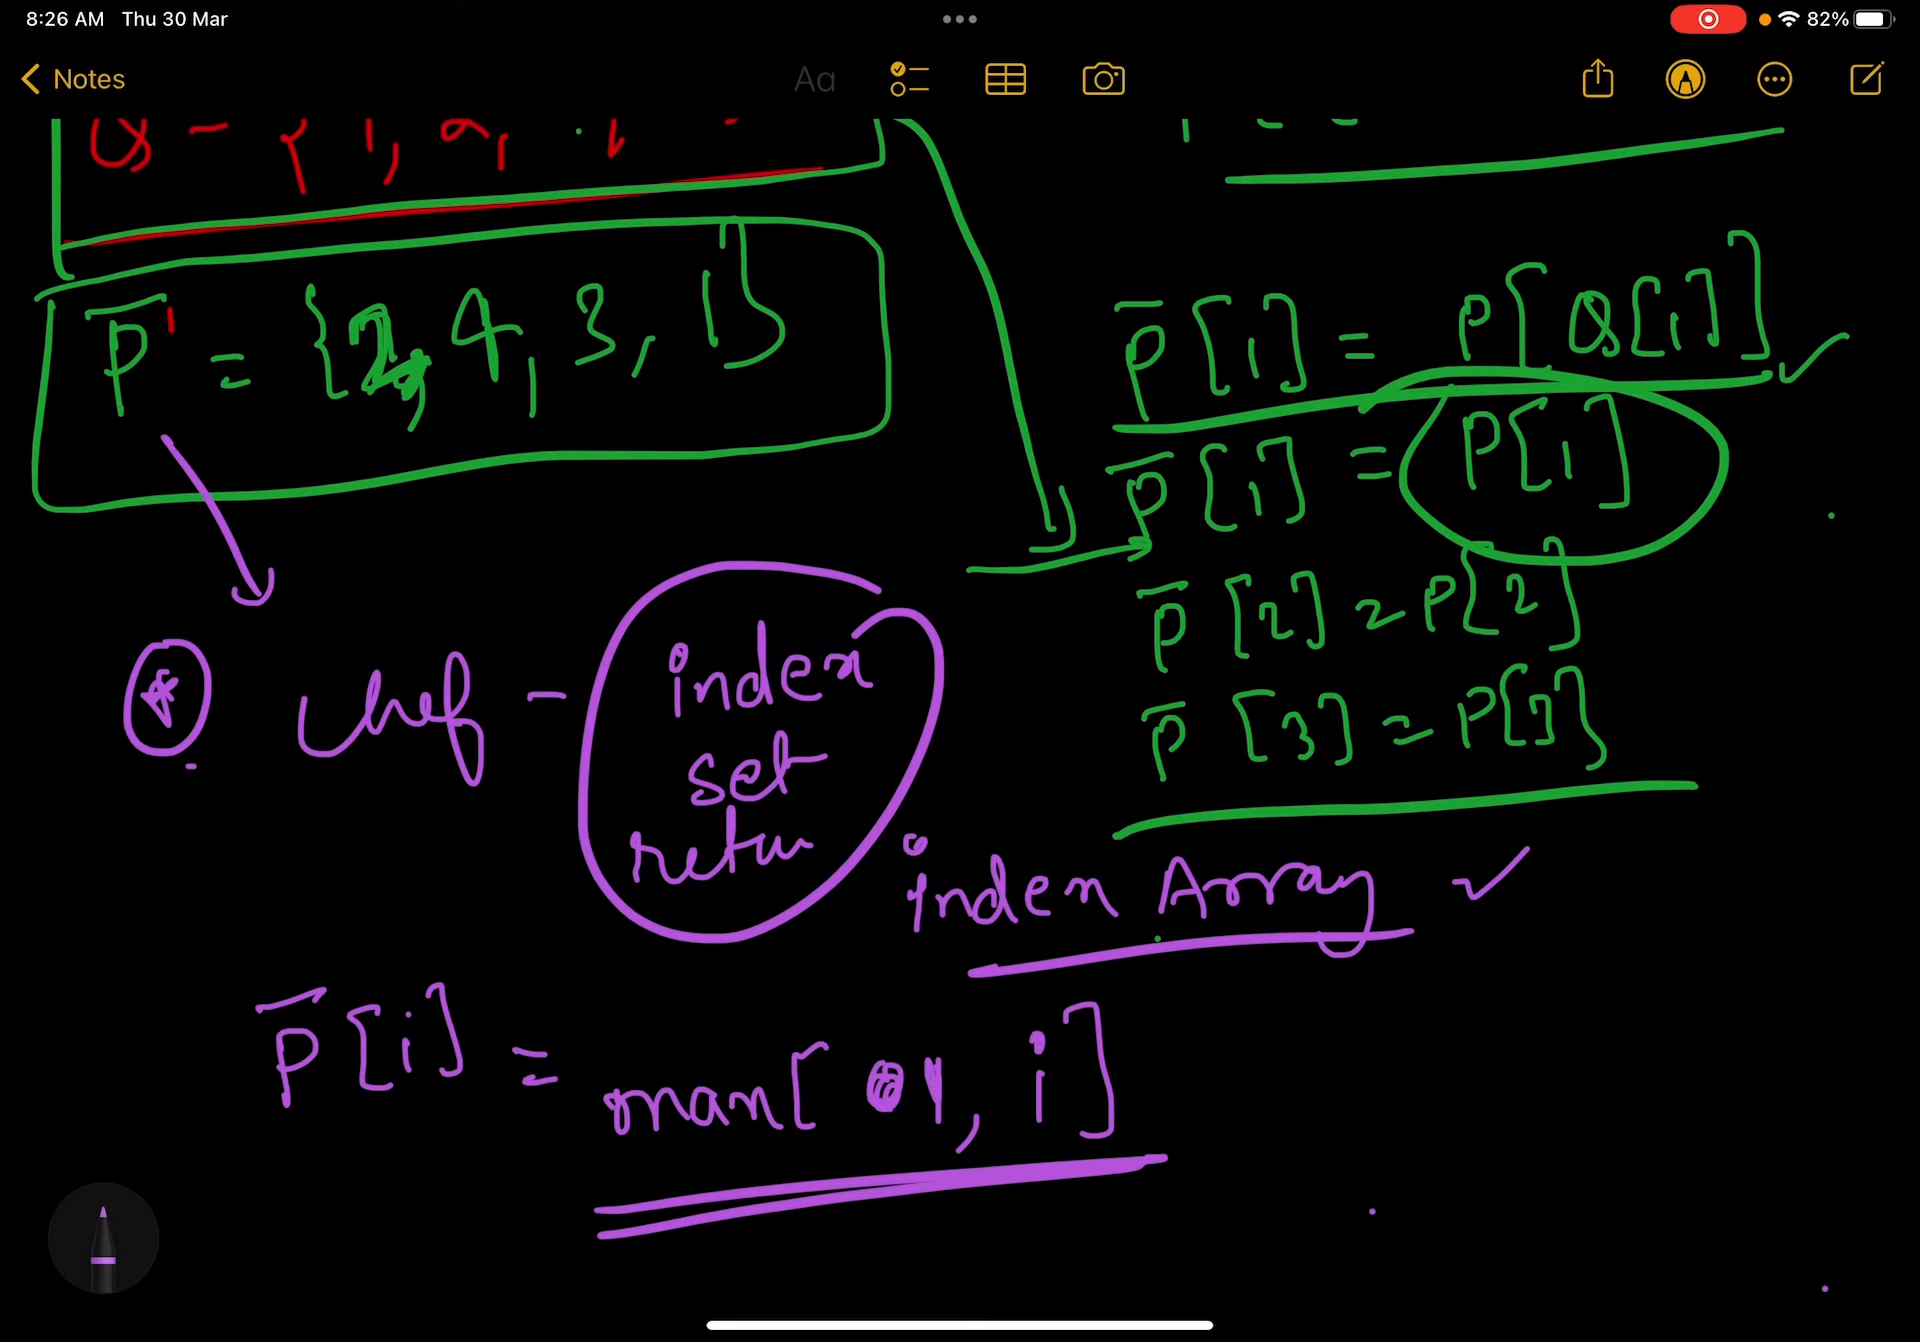 8:26 AM Thu 30 Mar
82%
Notes
Aa
P̅' = {2, 4, 3, 1}
P̅[i] = P[Q[i]]
P̅[1] = P[1]
P̅[2] = P[2]
P̅[3] = P[3]
* Chef - index
set
return
index Array ✓
P̅[i] = man[1, i]